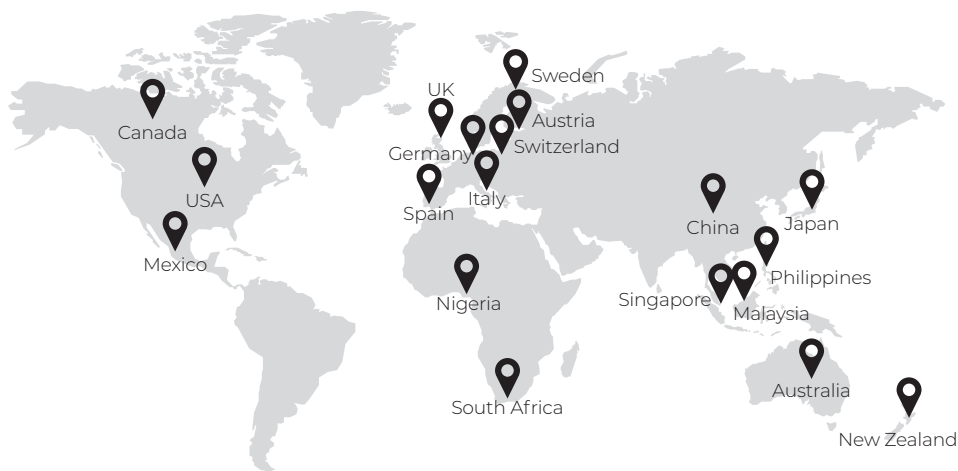 Sweden
UK
Austria
Canada
Switzerland
Germany
USA
Italy
Spain
China
Japan
Mexico
Philippines
Singapore
Nigeria
Malaysia
Australia
South Africa
New Zealand